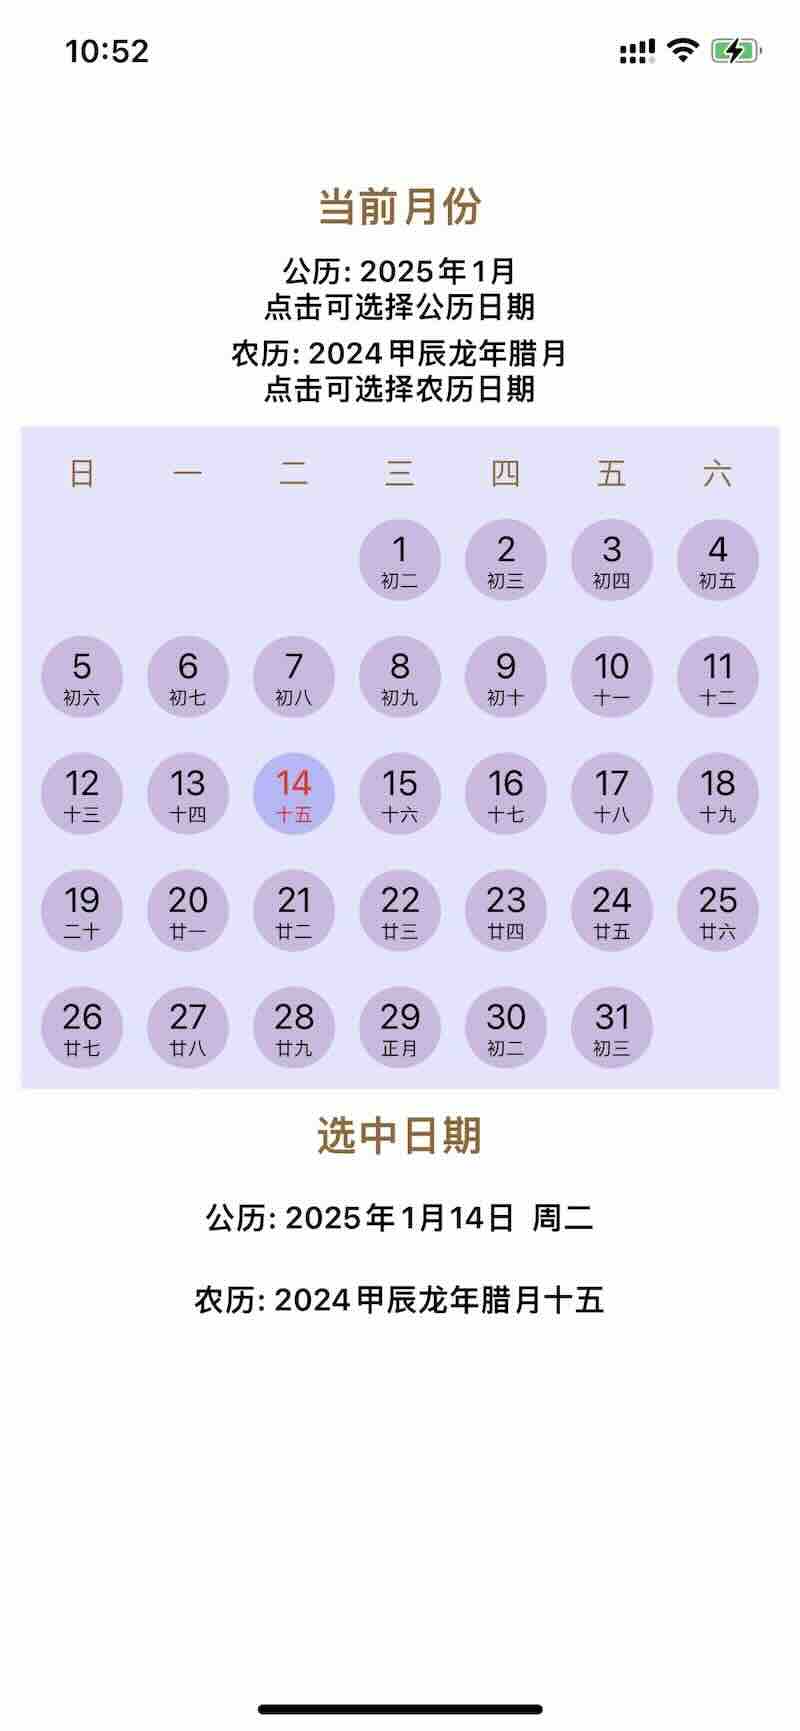 10:52
当前月份
公历: 2025年1月
点击可选择公历日期
农历: 2024甲辰龙年腊月
点击可选择农历日期
日 一 二 三 四 五 六
1 2 3 4
初二 初三 初四 初五
5 6 7 8 9 10 11
初六 初七 初八 初九 初十 十一 十二
12 13 14 15 16 17 18
十三 十四 十五 十六 十七 十八 十九
19 20 21 22 23 24 25
二十 廿一 廿二 廿三 廿四 廿五 廿六
26 27 28 29 30 31
廿七 廿八 廿九 正月 初二 初三
选中日期
公历: 2025年1月14日 周二
农历: 2024甲辰龙年腊月十五